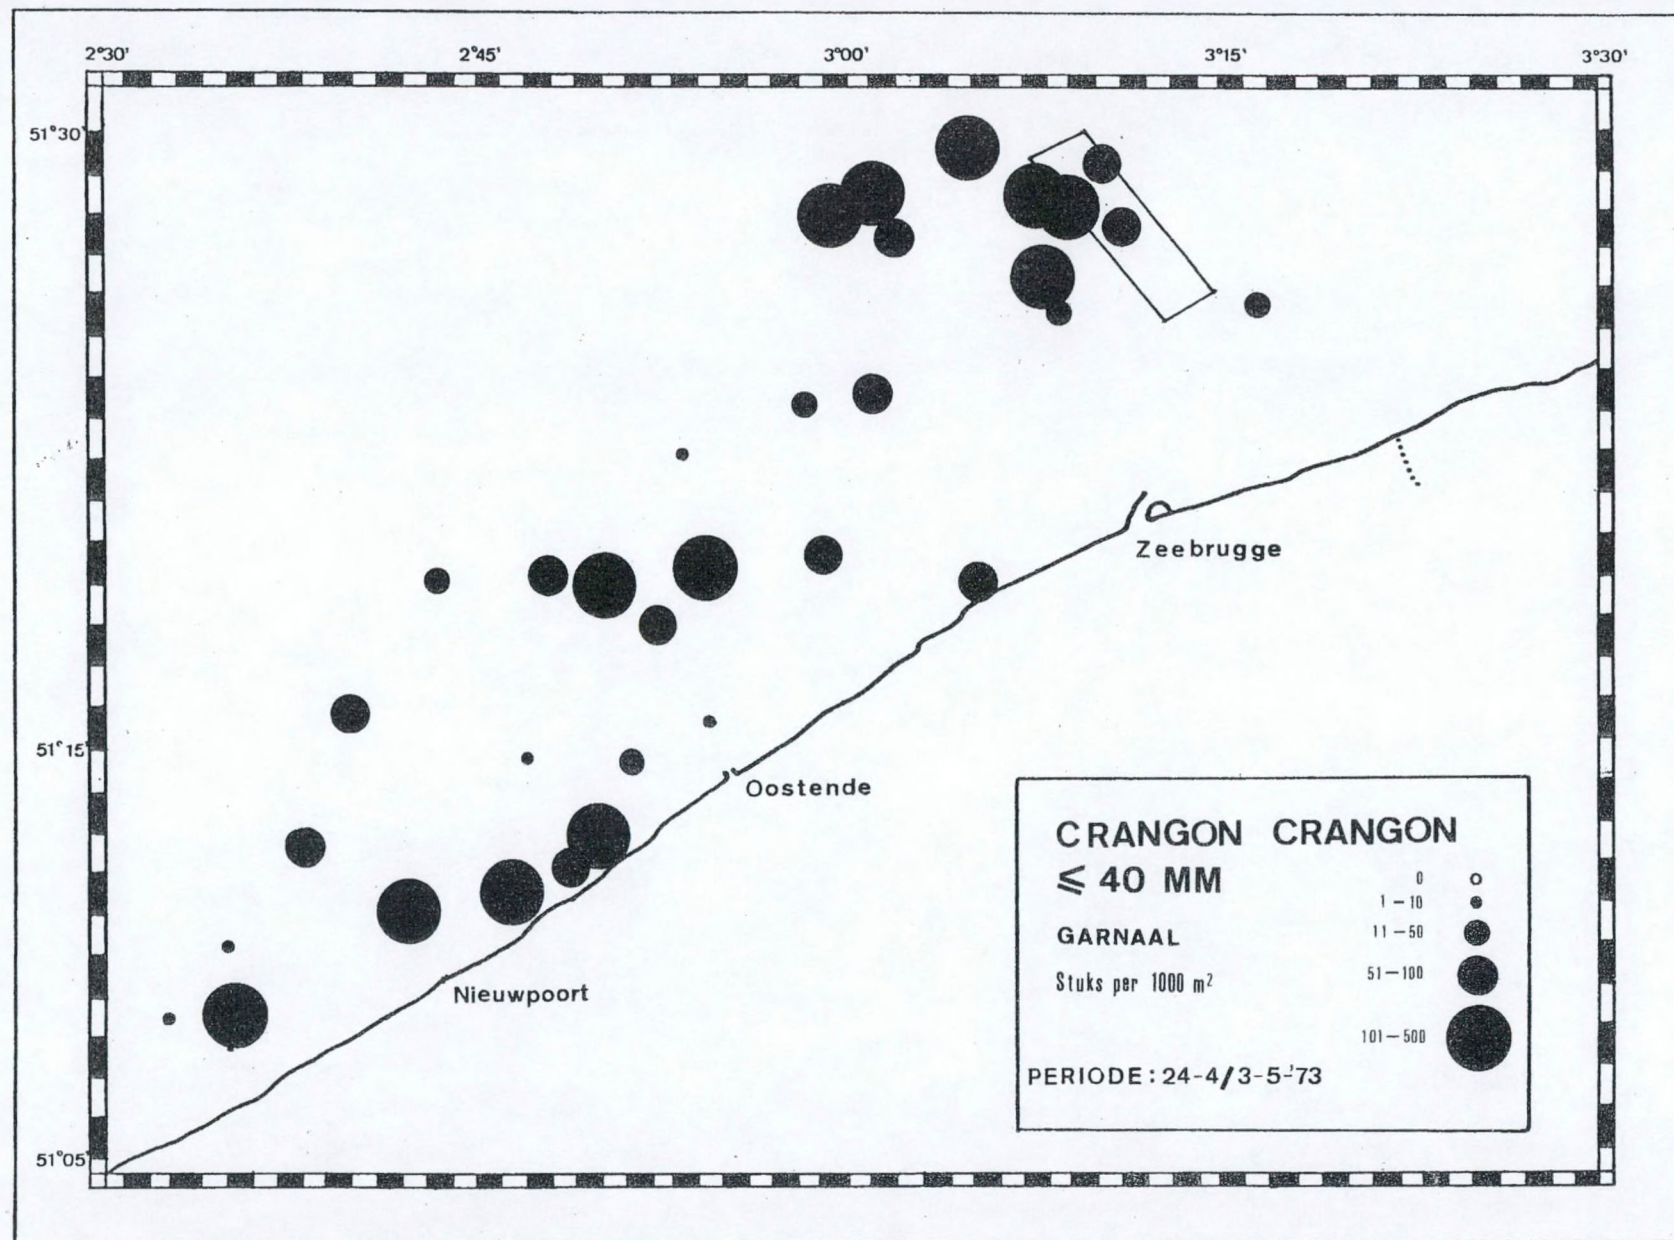 2°30' 2°45' 3°00' 3°15' 3°30'
51°30'
Zeebrugge
51°15'
Oostende
CRANGON CRANGON
≤ 40 MM
0
1 – 10
GARNAAL 11 – 50
Stuks per 1000 m² 51 – 100
101 – 500
Nieuwpoort
PERIODE: 24-4/3-5-'73
51°05'